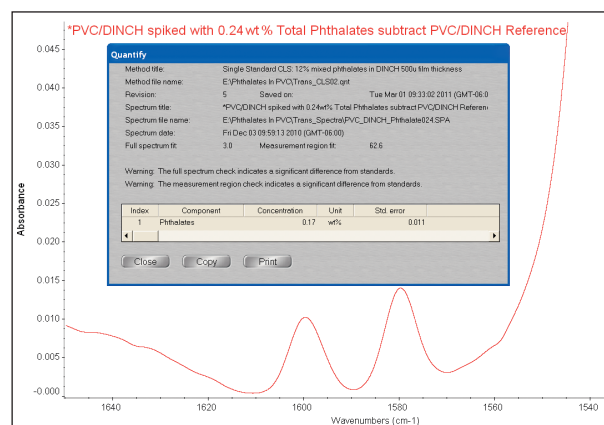 *PVC/DINCH spiked with 0.24wt% Total Phthalates subtract PVC/DINCH Reference
Quantify
Method title: Single Standard CLS: 12% mixed phthalates in DINCH 500u film thickness
Method file name: E:\Phthalates In PVC\Trans_CLS02.qnt
Revision: 5 Saved on: Tue Mar 01 09:33:02 2011 (GMT-06:0
Spectrum title: *PVC/DINCH spiked with 0.24wt% Total Phthalates subtract PVC/DINCH Referen
Spectrum file name: E:\Phthalates In PVC\Trans_Spectra\PVC_DINCH_Phthalate024.SPA
Spectrum date: Fri Dec 03 09:59:13 2010 (GMT-06:00)
Full spectrum fit: 3.0 Measurement region fit: 62.6
Warning: The full spectrum check indicates a significant difference from standards.
Warning: The measurement region check indicates a significant difference from standards.
Index Component Concentration Unit Std. error
1 Phthalates 0.17 wt% 0.011
Close Copy Print
Absorbance
0.045
0.040
0.035
0.030
0.025
0.020
0.015
0.010
0.005
-0.000
1640 1620 1600 1580 1560 1540
Wavenumbers (cm-1)